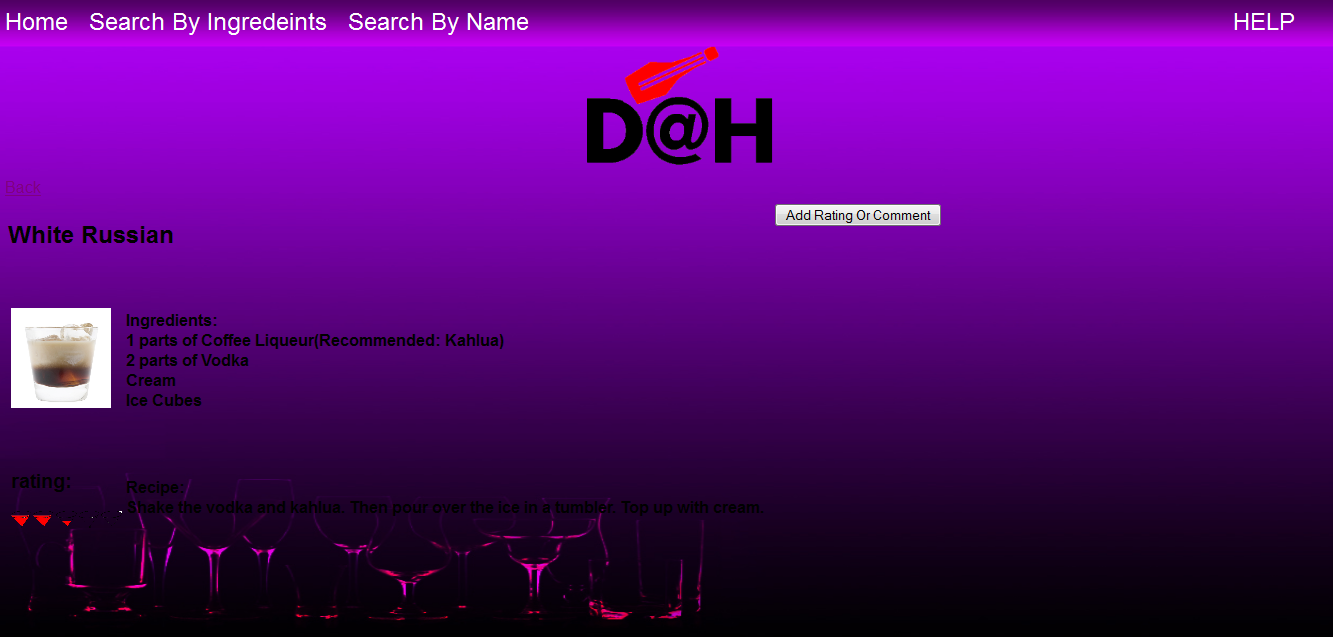 Home Search By Ingredeints Search By Name HELP
D@H
Back
Add Rating Or Comment
White Russian
Ingredients:
1 parts of Coffee Liqueur(Recommended: Kahlua)
2 parts of Vodka
Cream
Ice Cubes
rating:
Recipe:
Shake the vodka and kahlua. Then pour over the ice in a tumbler. Top up with cream.